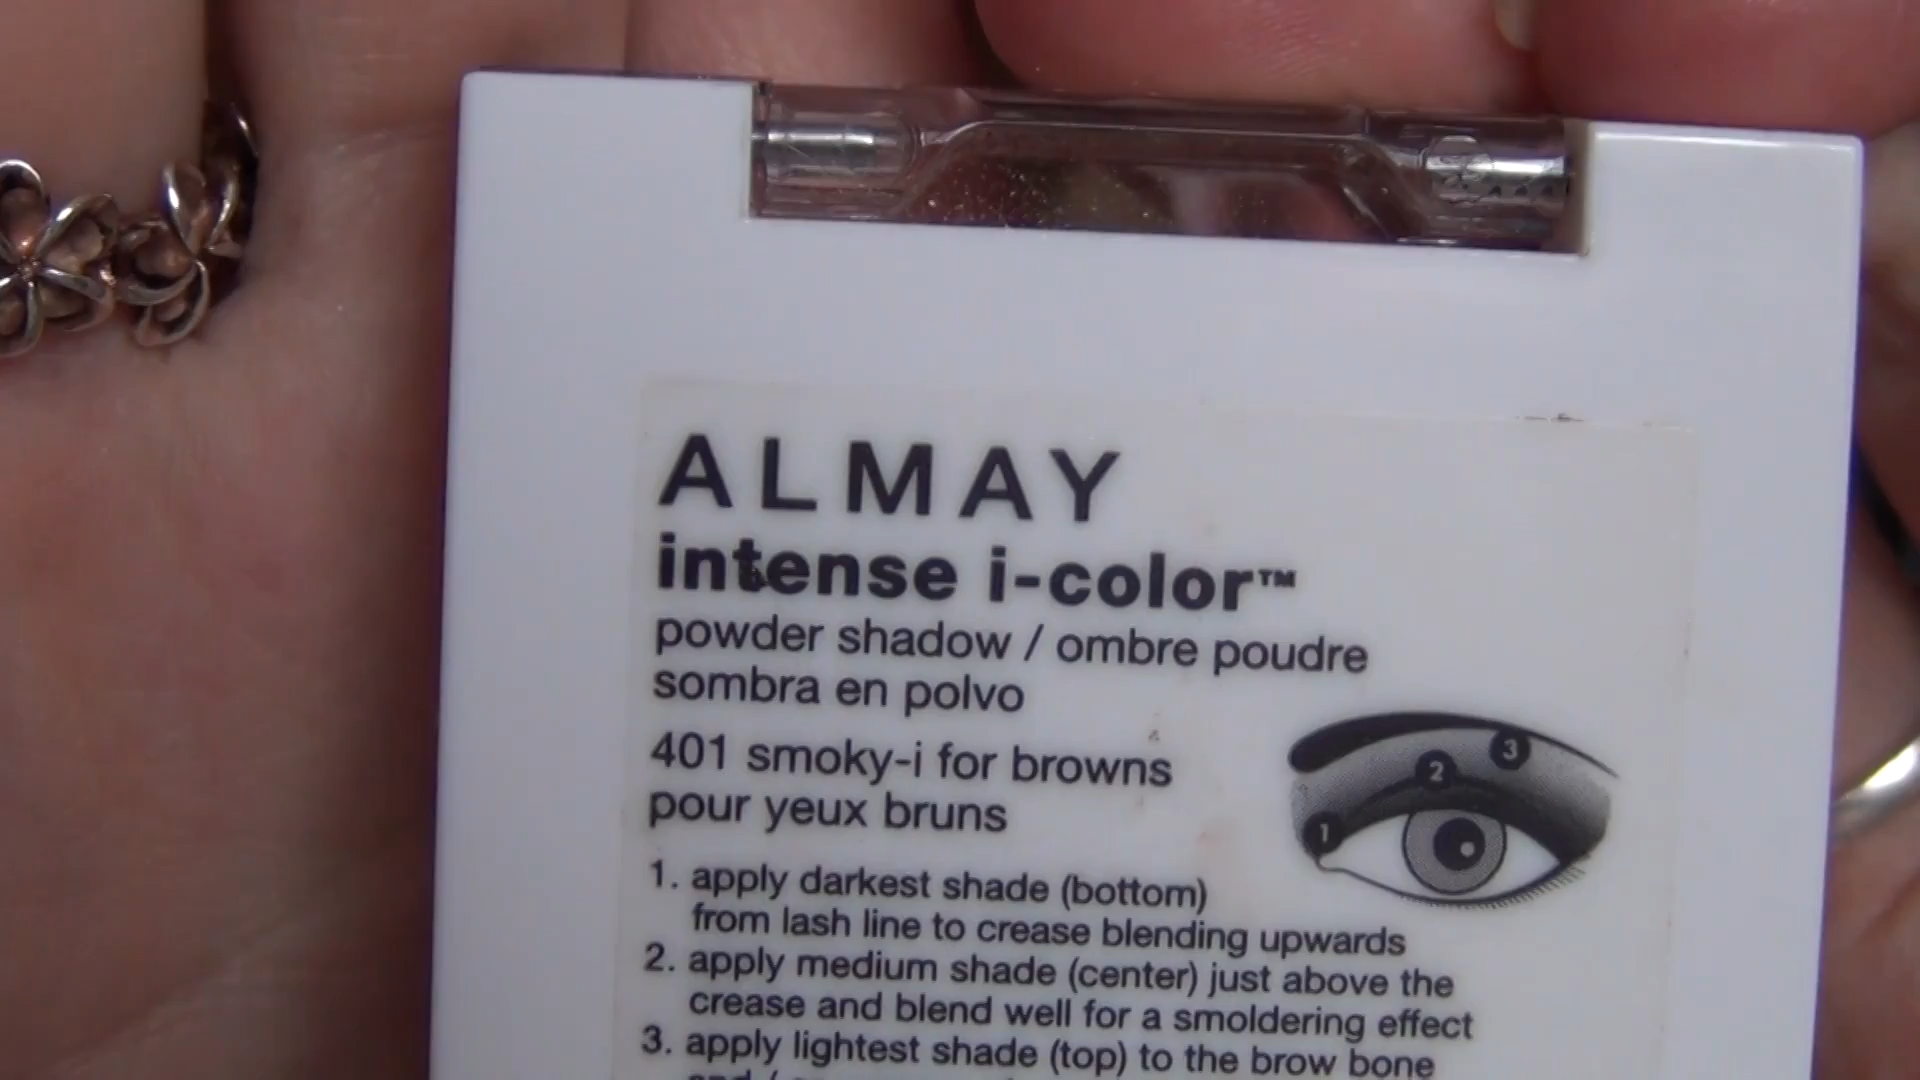 ALMAY
intense i-color™
powder shadow / ombre poudre
sombra en polvo
401 smoky-i for browns
pour yeux bruns
1 2 3
1. apply darkest shade (bottom)
from lash line to crease blending upwards
2. apply medium shade (center) just above the
crease and blend well for a smoldering effect
3. apply lightest shade (top) to the brow bone